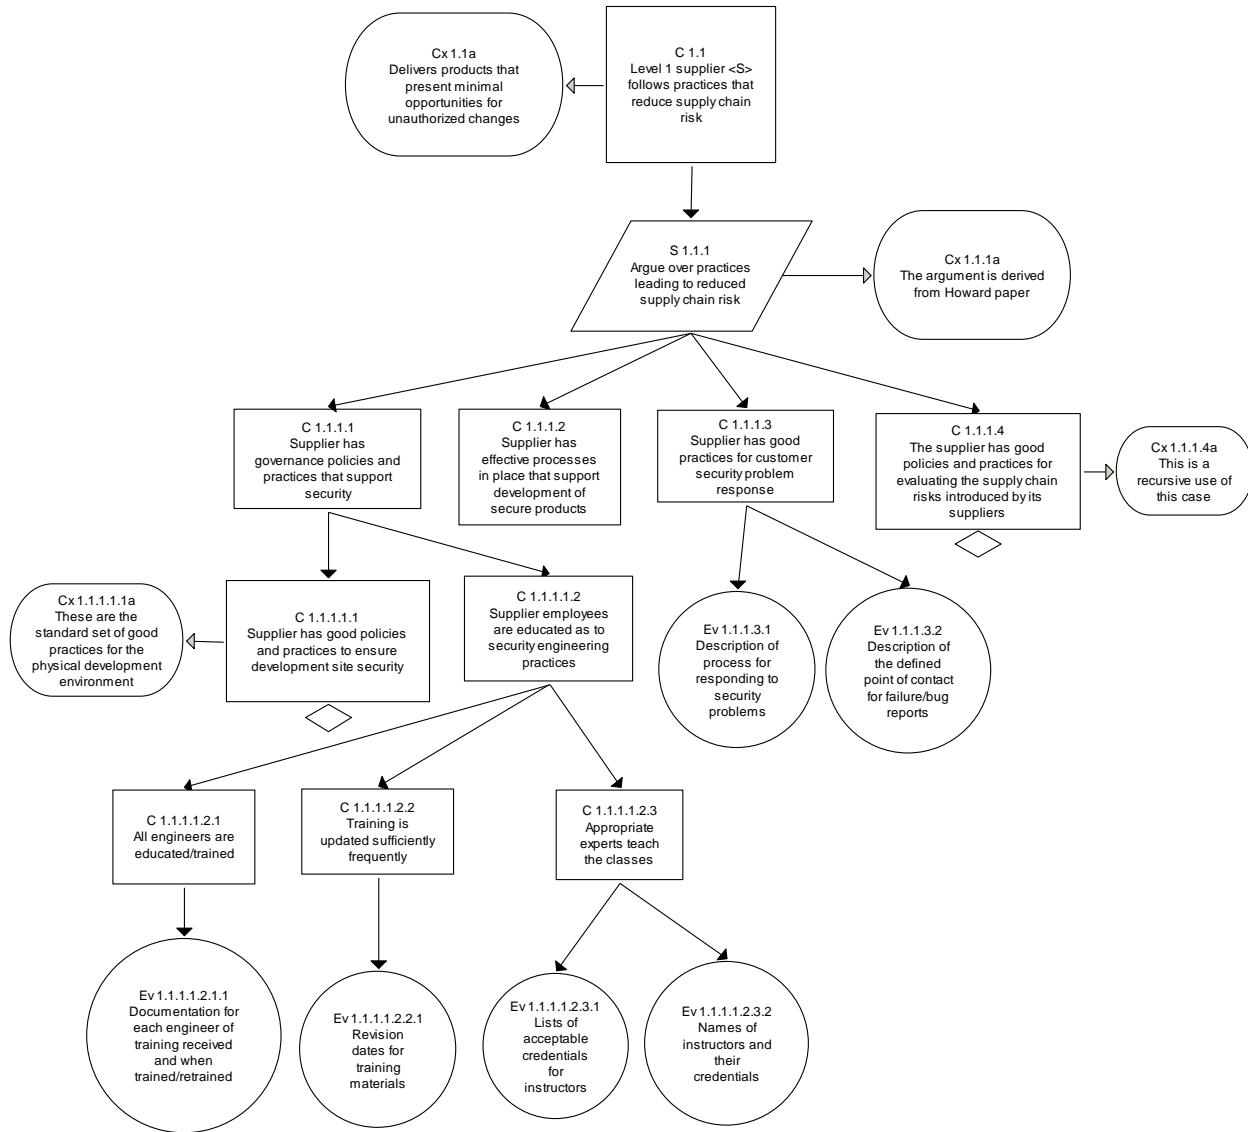 Cx 1.1a
Delivers products that
present minimal
opportunities for
unauthorized changes
C 1.1
Level 1 supplier <S>
follows practices that
reduce supply chain
risk
S 1.1.1
Argue over practices
leading to reduced
supply chain risk
Cx 1.1.1a
The argument is derived
from Howard paper
C 1.1.1.1
Supplier has
governance policies and
practices that support
security
C 1.1.1.2
Supplier has
effective processes
in place that support
development of
secure products
C 1.1.1.3
Supplier has good
practices for customer
security problem
response
C 1.1.1.4
The supplier has good
policies and practices for
evaluating the supply chain
risks introduced by its
suppliers
Cx 1.1.1.4a
This is a
recursive use of
this case
Cx 1.1.1.1.1a
These are the
standard set of good
practices for the
physical development
environment
C 1.1.1.1.1
Supplier has good policies
and practices to ensure
development site security
C 1.1.1.1.2
Supplier employees
are educated as to
security engineering
practices
Ev 1.1.1.3.1
Description of
process for
responding to
security
problems
Ev 1.1.1.3.2
Description of
the defined
point of contact
for failure/bug
reports
C 1.1.1.1.2.1
All engineers are
educated/trained
C 1.1.1.1.2.2
Training is
updated sufficiently
frequently
C 1.1.1.1.2.3
Appropriate
experts teach
the classes
Ev 1.1.1.1.2.1.1
Documentation for
each engineer of
training received
and when
trained/retrained
Ev 1.1.1.1.2.2.1
Revision
dates for
training
materials
Ev 1.1.1.1.2.3.1
Lists of
acceptable
credentials
for
instructors
Ev 1.1.1.1.2.3.2
Names of
instructors and
their
credentials